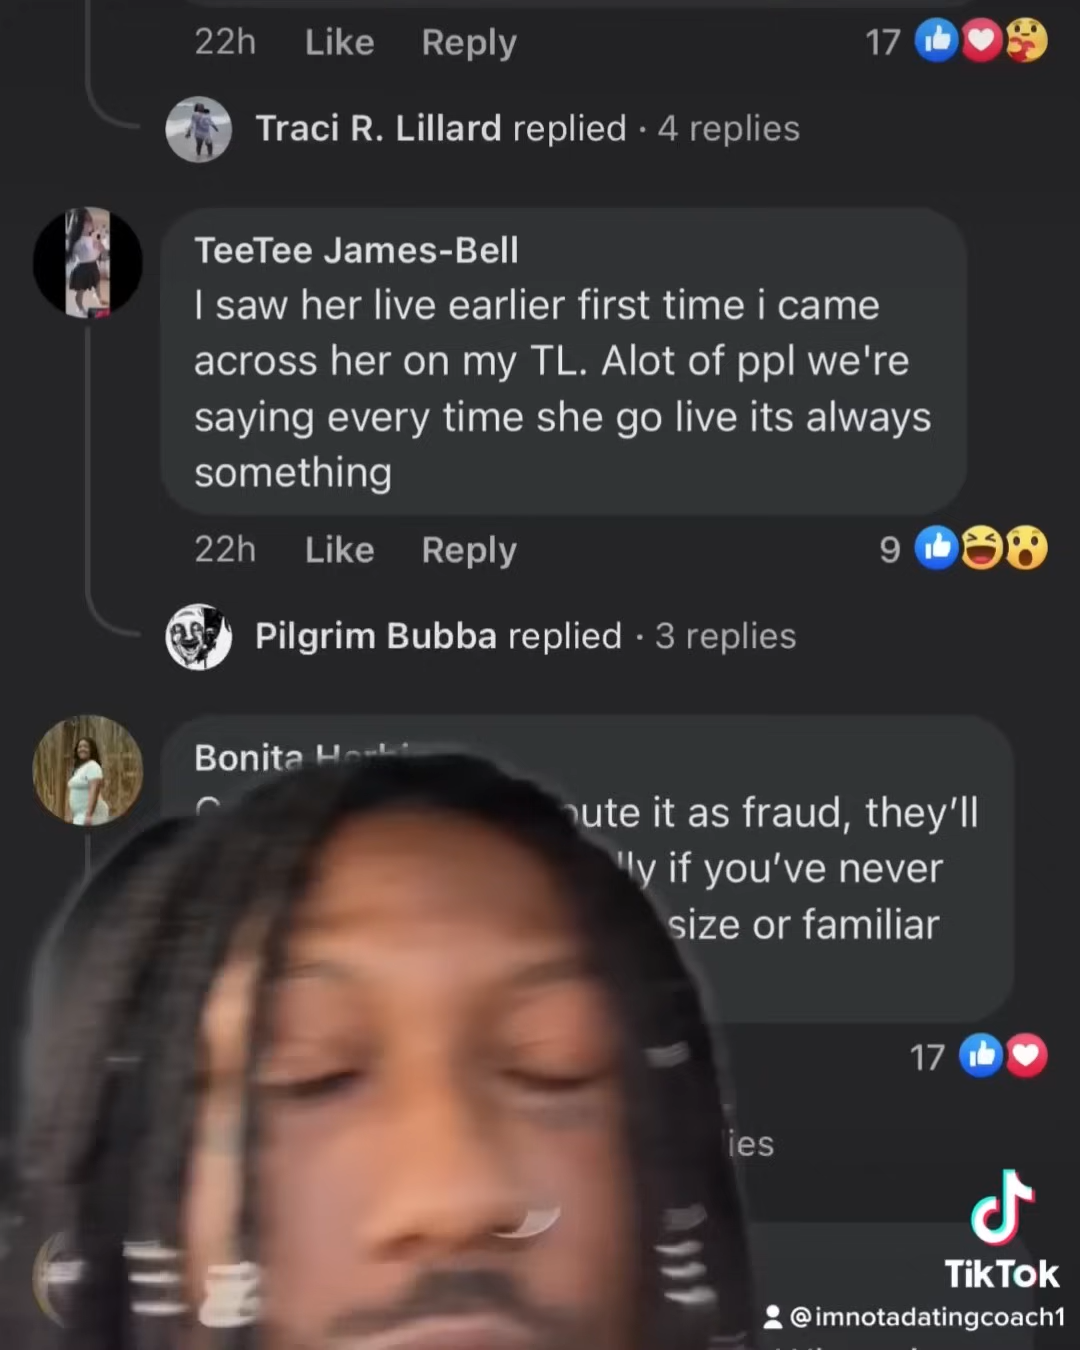 22h Like Reply 17
Traci R. Lillard replied · 4 replies
TeeTee James-Bell
I saw her live earlier first time i came
across her on my TL. Alot of ppl we're
saying every time she go live its always
something
22h Like Reply 9
Pilgrim Bubba replied · 3 replies
Bonita
it as fraud, they'll
if you've never
size or familiar
17
TikTok
@imnotadatingcoach1